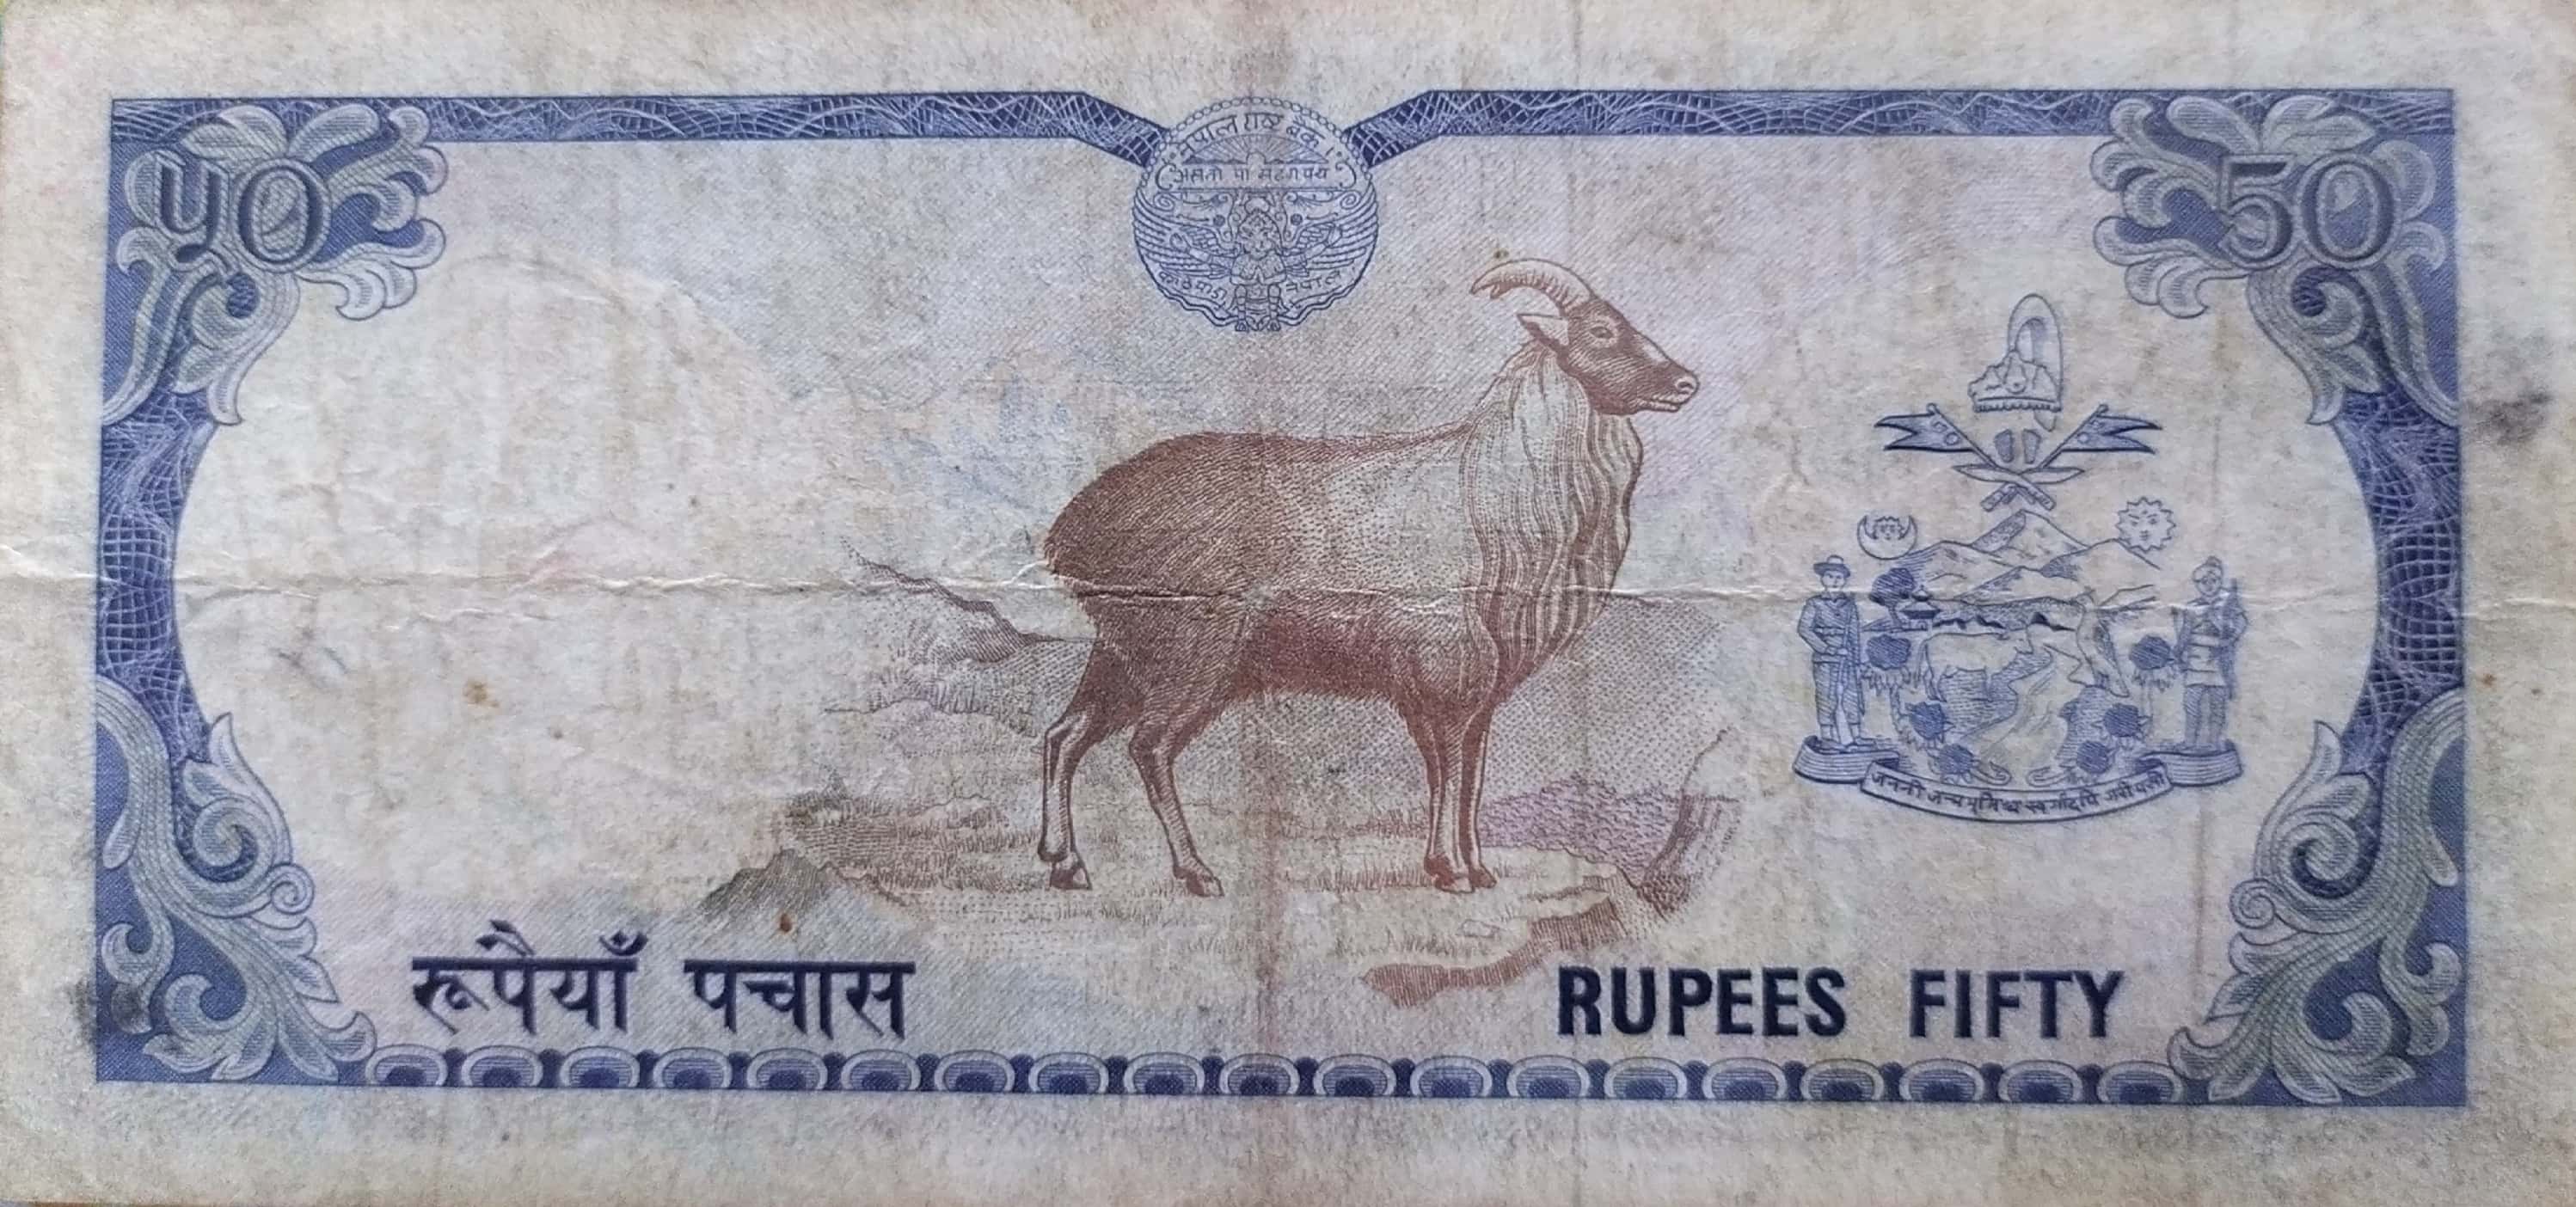 नेपाल राष्ट्र बैंक
असतो मा सद्गमय
काठमाडौं नेपाल
५०
50
जननी जन्मभूमिश्च स्वर्गादपि गरीयसी
रूपैयाँ पचास
RUPEES FIFTY